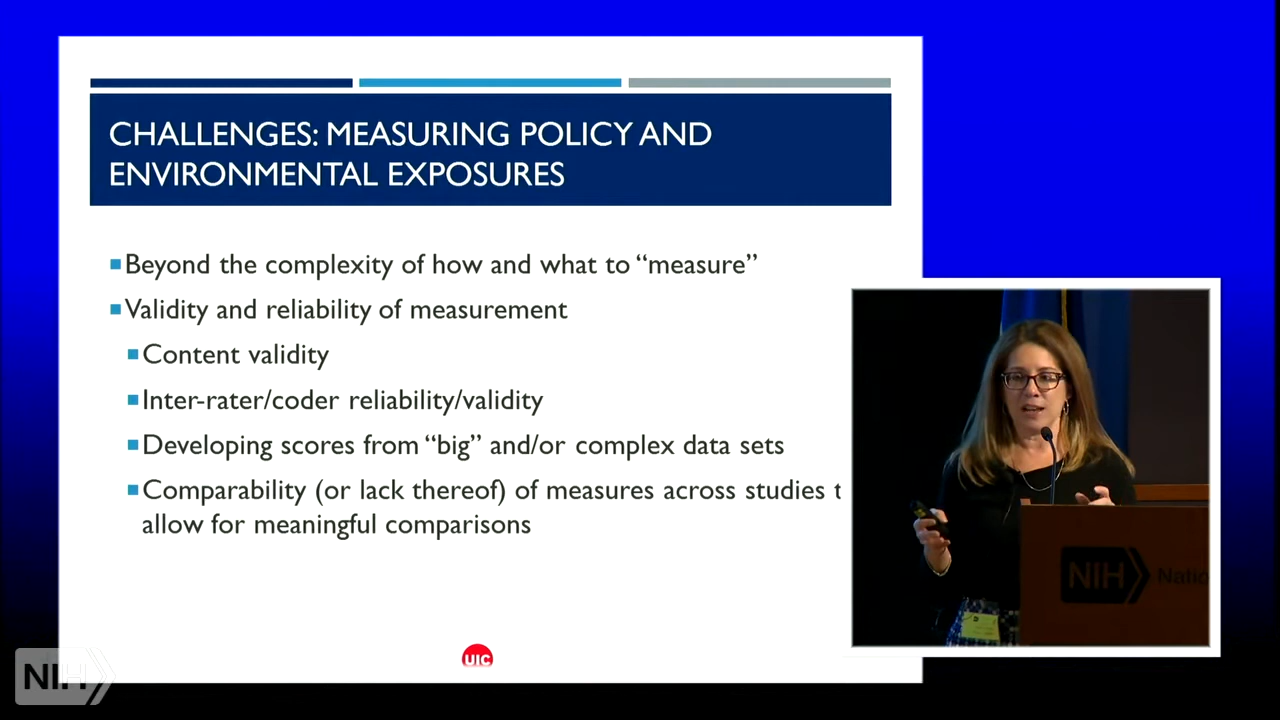 CHALLENGES: MEASURING POLICY AND
ENVIRONMENTAL EXPOSURES
Beyond the complexity of how and what to “measure”
Validity and reliability of measurement
Content validity
Inter-rater/coder reliability/validity
Developing scores from “big” and/or complex data sets
Comparability (or lack thereof) of measures across studies t
allow for meaningful comparisons
UIC
NIH
NIH Natio